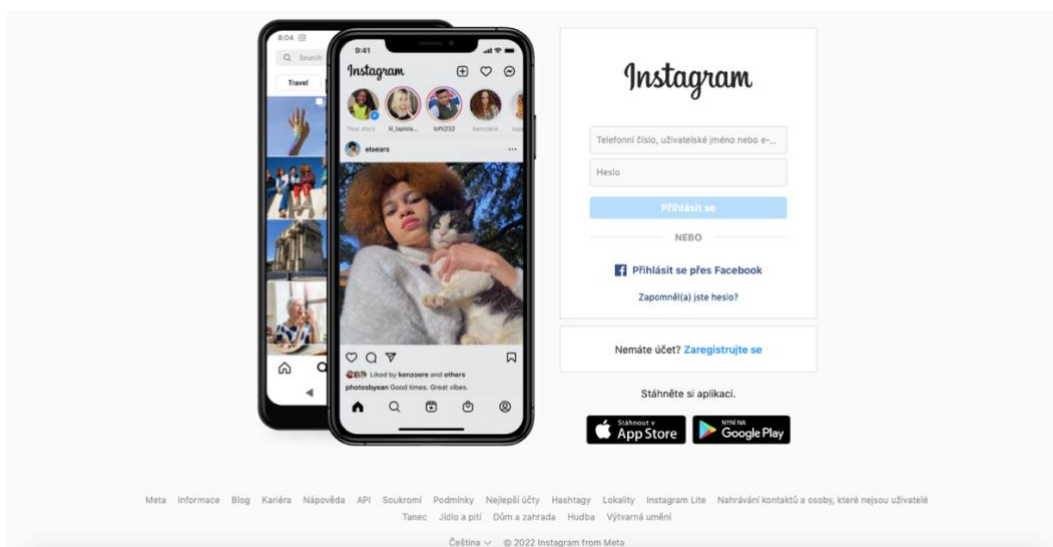 8:04
Search
Travel
9:41
Instagram
Your story lil_lapisla... lofti232 kenzoere
eloears
Liked by kenzoere and others
photosbyean Good times. Great vibes.
Instagram
Telefonní číslo, uživatelské jméno nebo e-...
Heslo
Přihlásit se
NEBO
Přihlásit se přes Facebook
Zapomněl(a) jste heslo?
Nemáte účet? Zaregistrujte se
Stáhněte si aplikaci.
Stáhnout v
App Store
NYNÍ NA
Google Play
Meta Informace Blog Kariéra Nápověda API Soukromí Podmínky Nejlepší účty Hashtagy Lokality Instagram Lite Nahrávání kontaktů a osoby, které nejsou uživatelé
Tanec Jídlo a pití Dům a zahrada Hudba Výtvarná umění
Čeština © 2022 Instagram from Meta